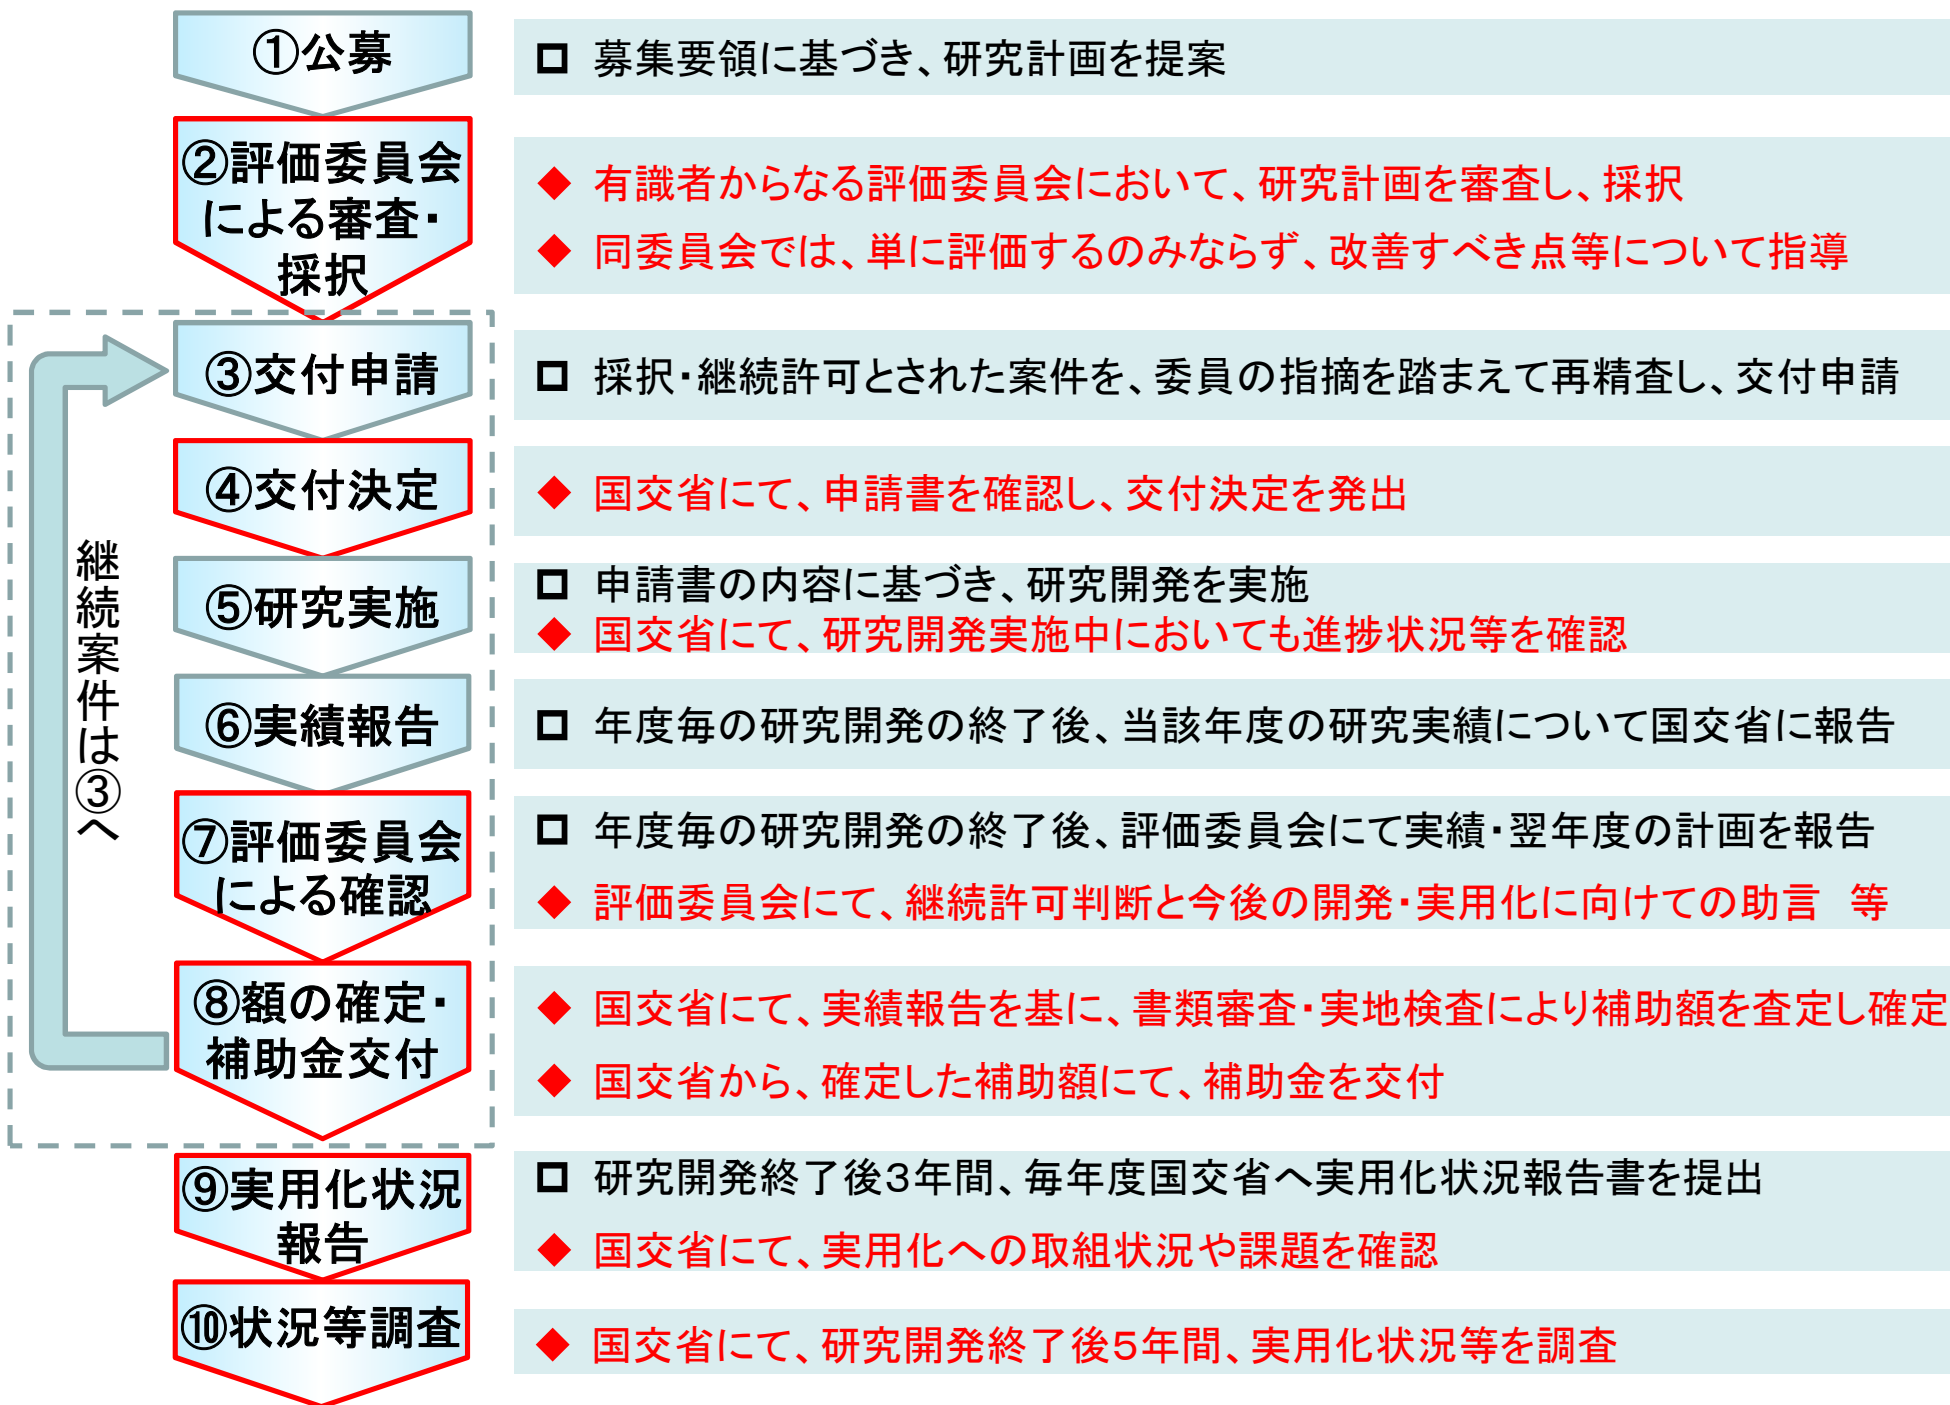 ①公募
□ 募集要領に基づき、研究計画を提案
②評価委員会
による審査・
採択
◆ 有識者からなる評価委員会において、研究計画を審査し、採択
◆ 同委員会では、単に評価するのみならず、改善すべき点等について指導
③交付申請
□ 採択・継続許可とされた案件を、委員の指摘を踏まえて再精査し、交付申請
④交付決定
◆ 国交省にて、申請書を確認し、交付決定を発出
⑤研究実施
□ 申請書の内容に基づき、研究開発を実施
◆ 国交省にて、研究開発実施中においても進捗状況等を確認
⑥実績報告
□ 年度毎の研究開発の終了後、当該年度の研究実績について国交省に報告
⑦評価委員会
による確認
□ 年度毎の研究開発の終了後、評価委員会にて実績・翌年度の計画を報告
◆ 評価委員会にて、継続許可判断と今後の開発・実用化に向けての助言　等
⑧額の確定・
補助金交付
◆ 国交省にて、実績報告を基に、書類審査・実地検査により補助額を査定し確定
◆ 国交省から、確定した補助額にて、補助金を交付
継続案件は③へ
⑨実用化状況
報告
□ 研究開発終了後３年間、毎年度国交省へ実用化状況報告書を提出
◆ 国交省にて、実用化への取組状況や課題を確認
⑩状況等調査
◆ 国交省にて、研究開発終了後５年間、実用化状況等を調査